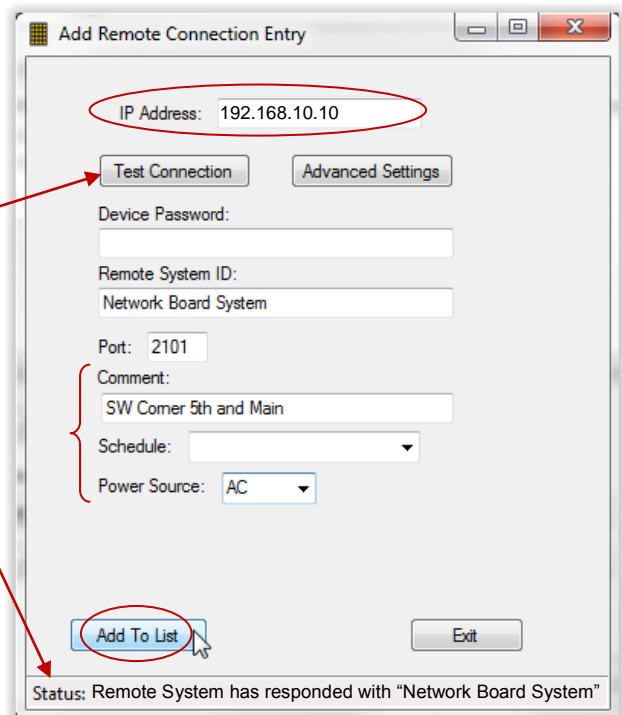 Add Remote Connection Entry
IP Address: 192.168.10.10
Test Connection Advanced Settings
Device Password:
Remote System ID:
Network Board System
Port: 2101
Comment:
SW Corner 5th and Main
Schedule:
Power Source: AC
Add To List Exit
Status: Remote System has responded with “Network Board System”